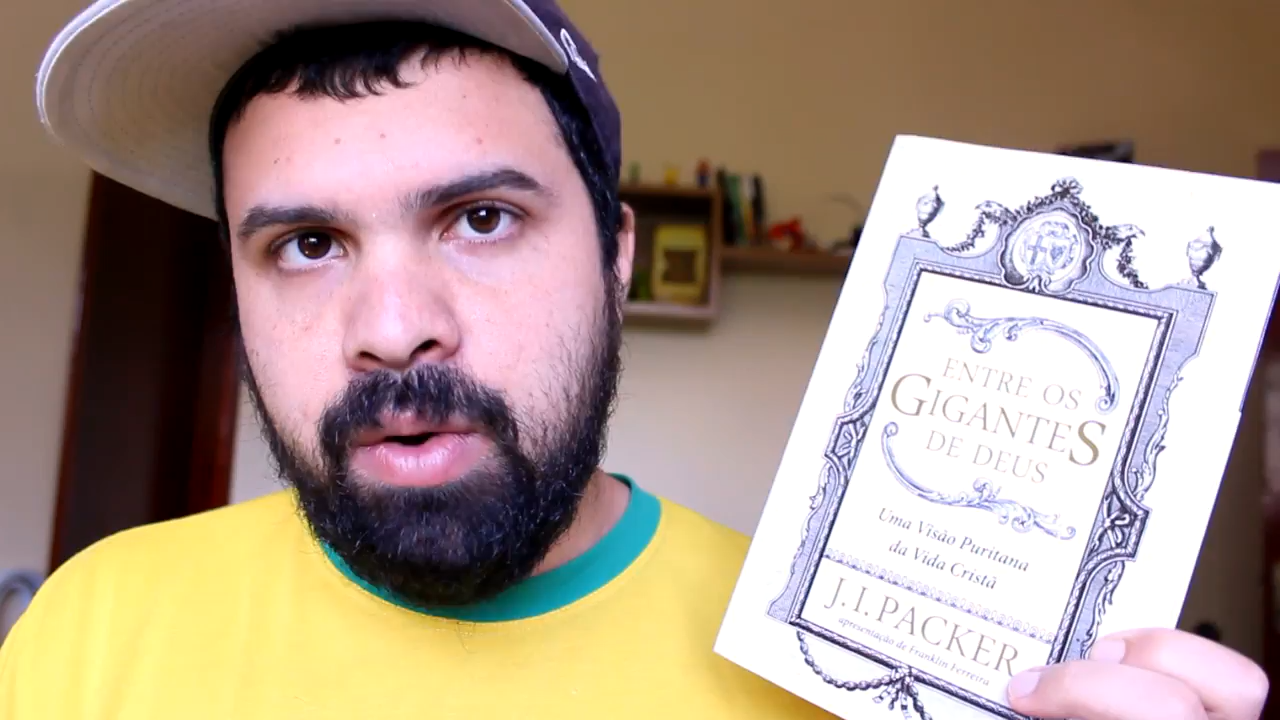 ENTRE OS
GIGANTES
DE DEUS
Uma Visão Puritana
da Vida Cristã
J. I. PACKER
apresentação de Franklin Ferreira